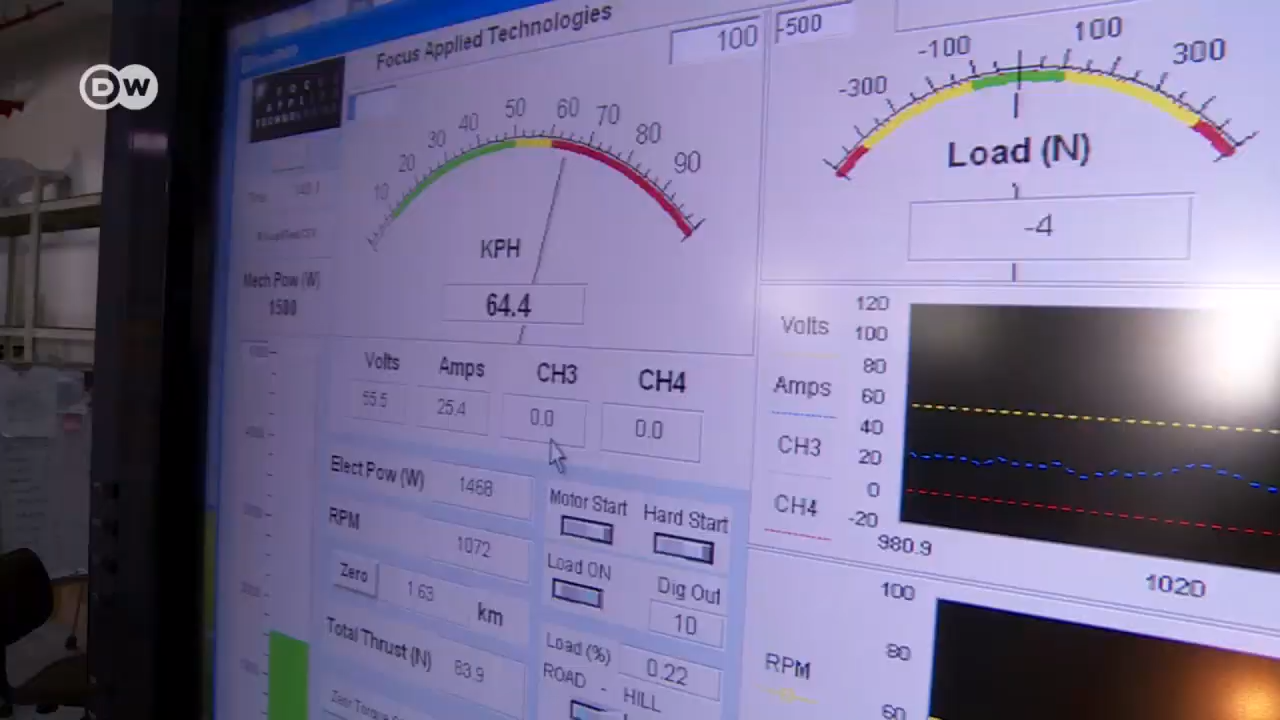 DW
Focus Applied Technologies
100
-500
FOCUS
APPLIED
TECHNOLOGIES
10 20 30 40 50 60 70 80 90
KPH
64.4
-300 -100 100 300
Load (N)
-4
Mech Pow (W)
1580
Volts Amps CH3 CH4
55.5 25.4 0.0 0.0
Elect Pow (W) 1468
RPM 1072
Zero 1.63 km
Total Thrust (N) 83.9
Motor Start Hard Start
Load ON
Dig Out
10
Load (%) 0.22
ROAD - HILL
Volts
Amps
CH3
CH4
120
100
80
60
40
20
0
-20
980.9 1020
RPM
100
80
60